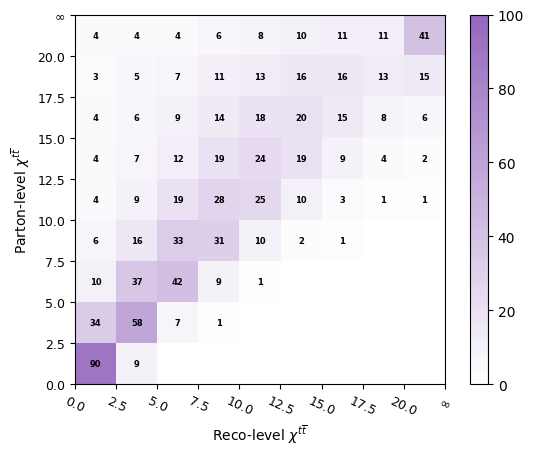 ∞
4 4 4 6 8 10 11 11 41
20.0
3 5 7 11 13 16 16 13 15
17.5
4 6 9 14 18 20 15 8 6
15.0
4 7 12 19 24 19 9 4 2
12.5
4 9 19 28 25 10 3 1 1
10.0
6 16 33 31 10 2 1
7.5
10 37 42 9 1
5.0
34 58 7 1
2.5
90 9
0.0
0.0 2.5 5.0 7.5 10.0 12.5 15.0 17.5 20.0 ∞
Parton-level χ^{tt̅}
Reco-level χ^{tt̅}
100
80
60
40
20
0